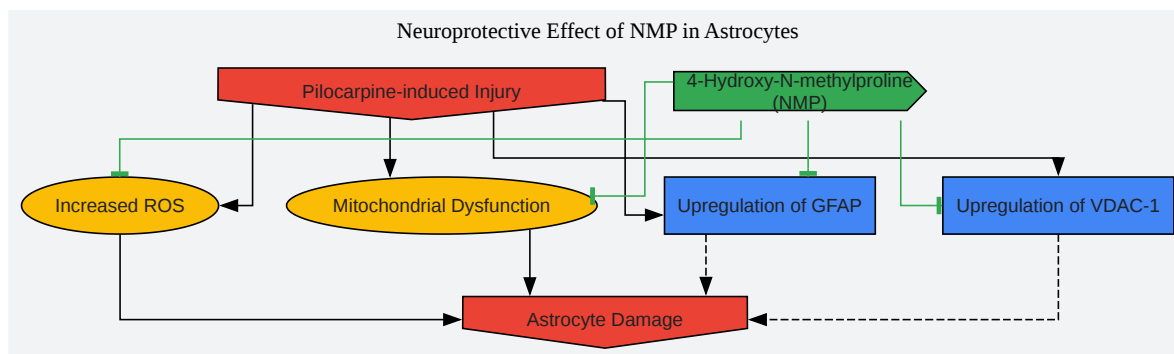 Neuroprotective Effect of NMP in Astrocytes
Pilocarpine-induced Injury
4-Hydroxy-N-methylproline
(NMP)
Increased ROS
Mitochondrial Dysfunction
Upregulation of GFAP
Upregulation of VDAC-1
Astrocyte Damage